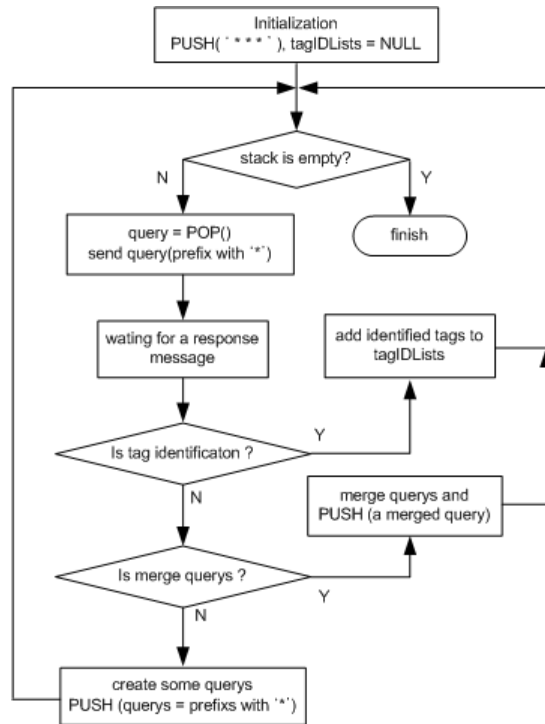 Initialization
PUSH(` * * * `), tagIDLists = NULL
stack is empty?
N
Y
query = POP()
send query(prefix with `*`)
finish
wating for a response
message
add identified tags to
tagIDLists
Is tag identificaton ?
Y
N
merge querys and
PUSH (a merged query)
Is merge querys ?
Y
N
create some querys
PUSH (querys = prefixs with `*`)